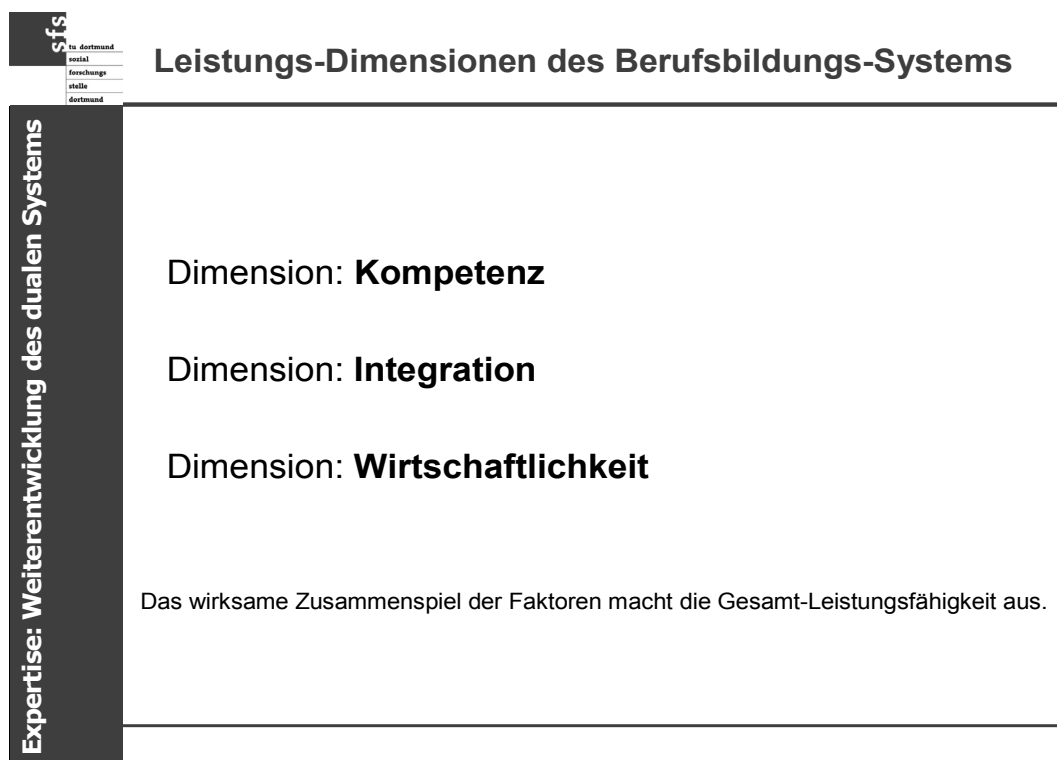 sfs
tu dortmund
sozial
forschungs
stelle
dortmund
Leistungs-Dimensionen des Berufsbildungs-Systems
Expertise: Weiterentwicklung des dualen Systems
Dimension: Kompetenz
Dimension: Integration
Dimension: Wirtschaftlichkeit
Das wirksame Zusammenspiel der Faktoren macht die Gesamt-Leistungsfähigkeit aus.